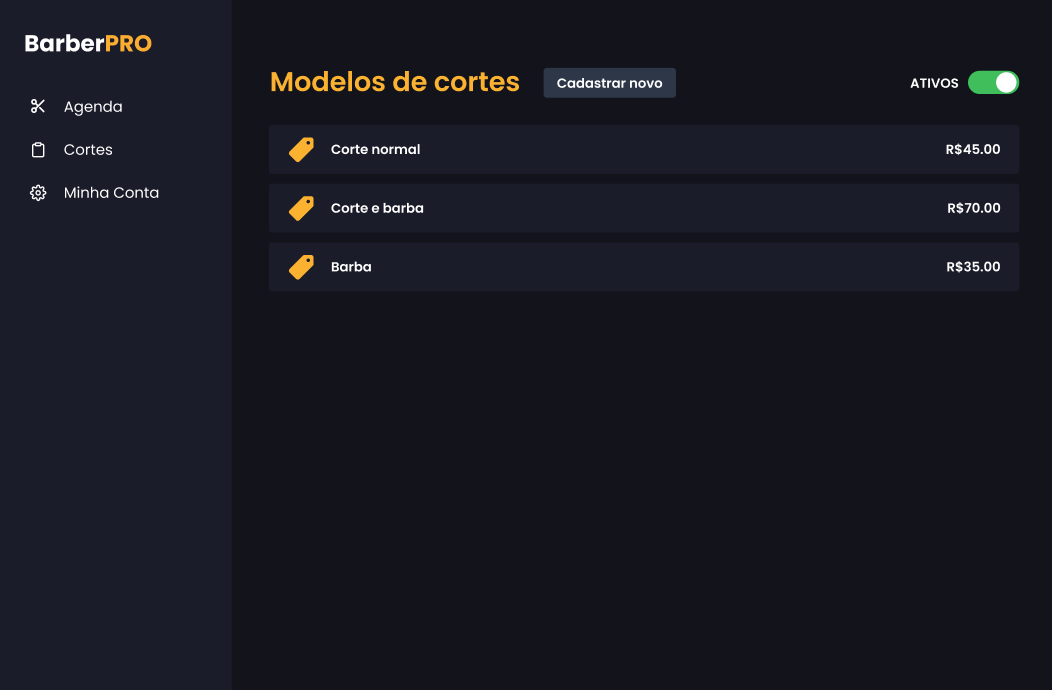 BarberPRO
Agenda
Cortes
Minha Conta
Modelos de cortes
Cadastrar novo
ATIVOS
Corte normal R$45.00
Corte e barba R$70.00
Barba R$35.00